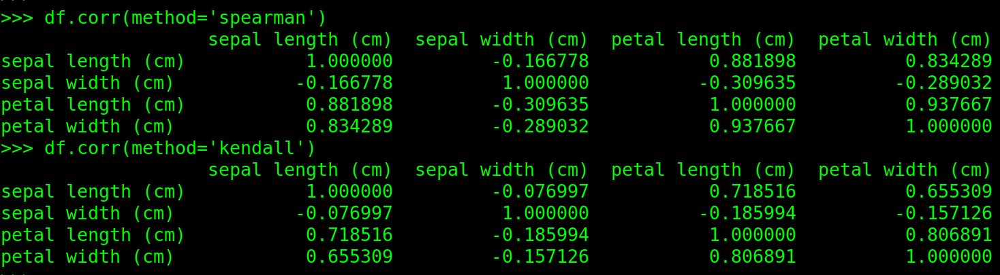 >>> df.corr(method='spearman')
                   sepal length (cm)  sepal width (cm)  petal length (cm)  petal width (cm)
sepal length (cm)           1.000000         -0.166778           0.881898          0.834289
sepal width (cm)           -0.166778          1.000000          -0.309635         -0.289032
petal length (cm)           0.881898         -0.309635           1.000000          0.937667
petal width (cm)            0.834289         -0.289032           0.937667          1.000000
>>> df.corr(method='kendall')
                   sepal length (cm)  sepal width (cm)  petal length (cm)  petal width (cm)
sepal length (cm)           1.000000         -0.076997           0.718516          0.655309
sepal width (cm)           -0.076997          1.000000          -0.185994         -0.157126
petal length (cm)           0.718516         -0.185994           1.000000          0.806891
petal width (cm)            0.655309         -0.157126           0.806891          1.000000